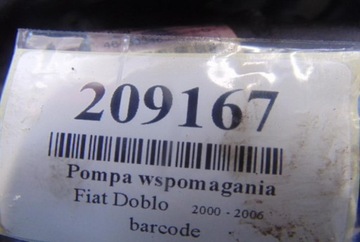 209167
Pompa wspomagania
Fiat Doblo 2000 - 2006
barcode